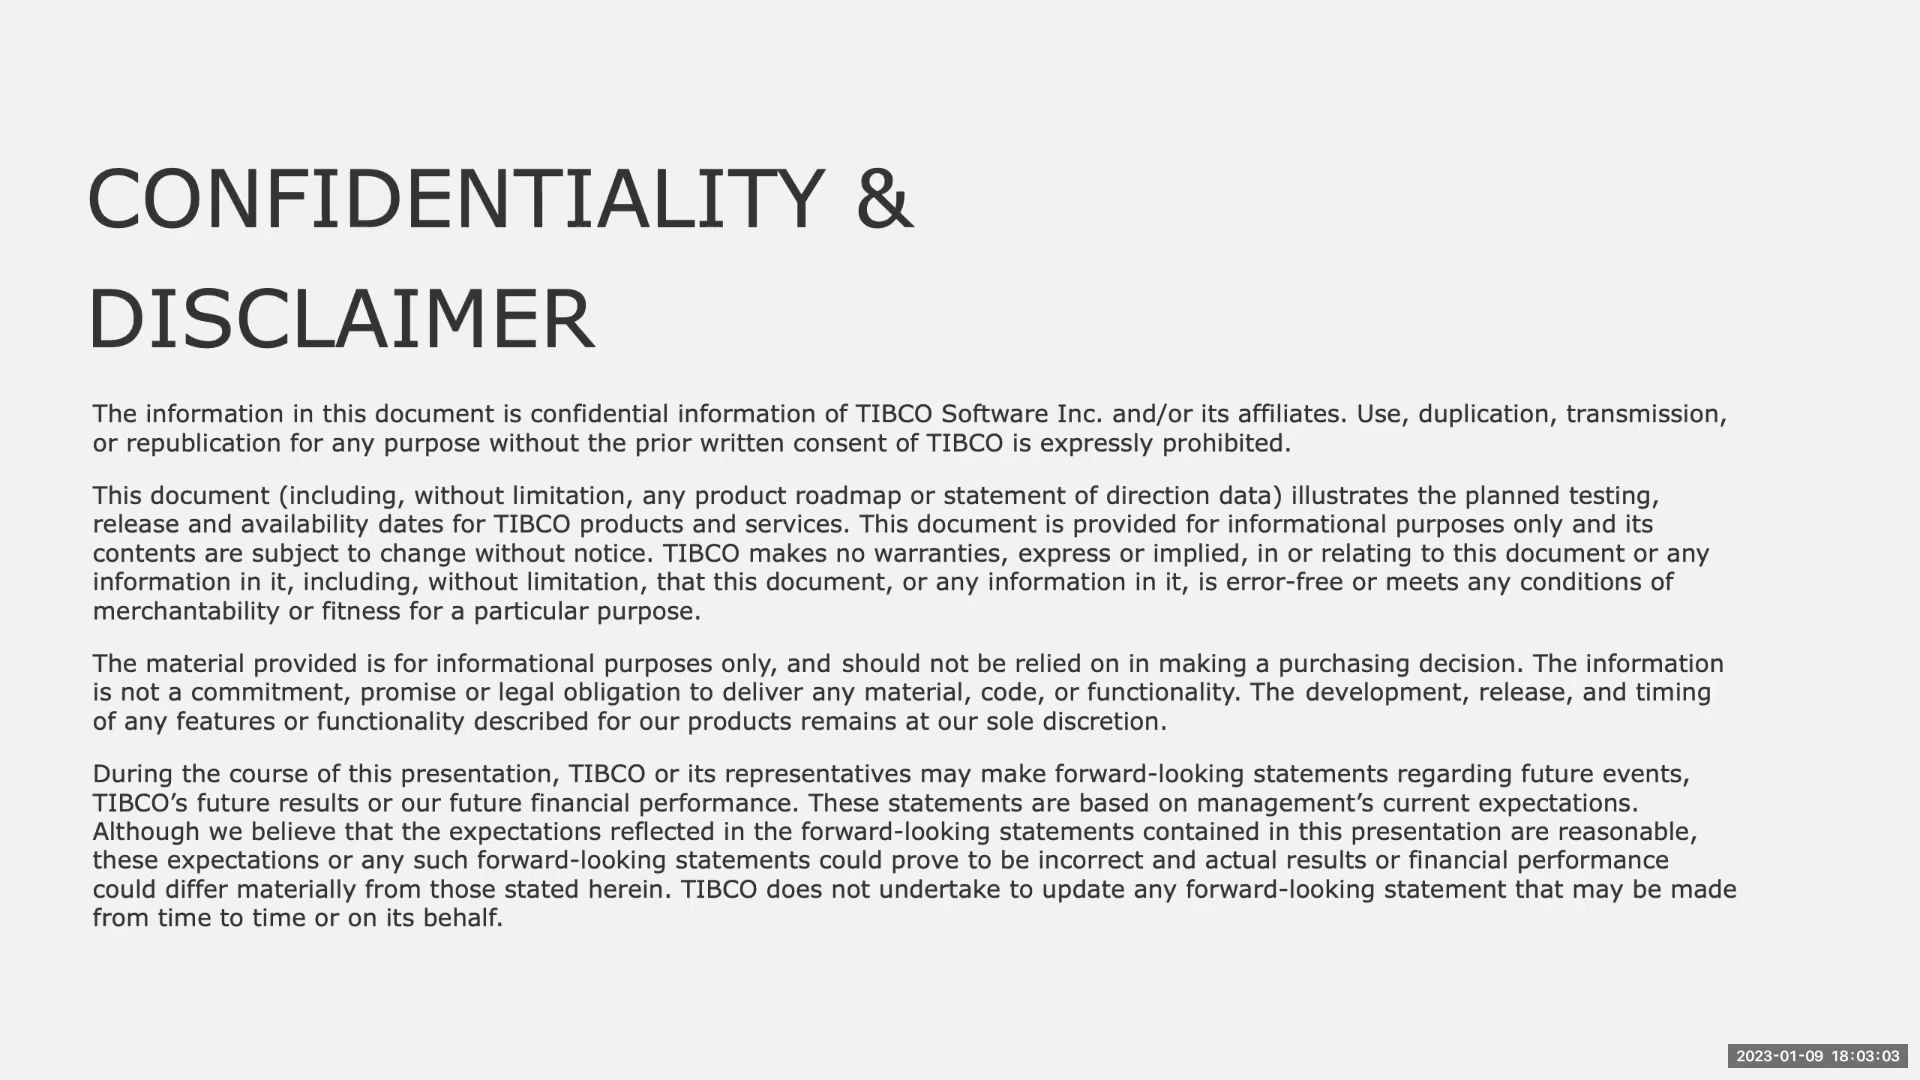 CONFIDENTIALITY &
DISCLAIMER
The information in this document is confidential information of TIBCO Software Inc. and/or its affiliates. Use, duplication, transmission,
or republication for any purpose without the prior written consent of TIBCO is expressly prohibited.
This document (including, without limitation, any product roadmap or statement of direction data) illustrates the planned testing,
release and availability dates for TIBCO products and services. This document is provided for informational purposes only and its
contents are subject to change without notice. TIBCO makes no warranties, express or implied, in or relating to this document or any
information in it, including, without limitation, that this document, or any information in it, is error-free or meets any conditions of
merchantability or fitness for a particular purpose.
The material provided is for informational purposes only, and should not be relied on in making a purchasing decision. The information
is not a commitment, promise or legal obligation to deliver any material, code, or functionality. The development, release, and timing
of any features or functionality described for our products remains at our sole discretion.
During the course of this presentation, TIBCO or its representatives may make forward-looking statements regarding future events,
TIBCO’s future results or our future financial performance. These statements are based on management’s current expectations.
Although we believe that the expectations reflected in the forward-looking statements contained in this presentation are reasonable,
these expectations or any such forward-looking statements could prove to be incorrect and actual results or financial performance
could differ materially from those stated herein. TIBCO does not undertake to update any forward-looking statement that may be made
from time to time or on its behalf.
2023-01-09 18:03:03